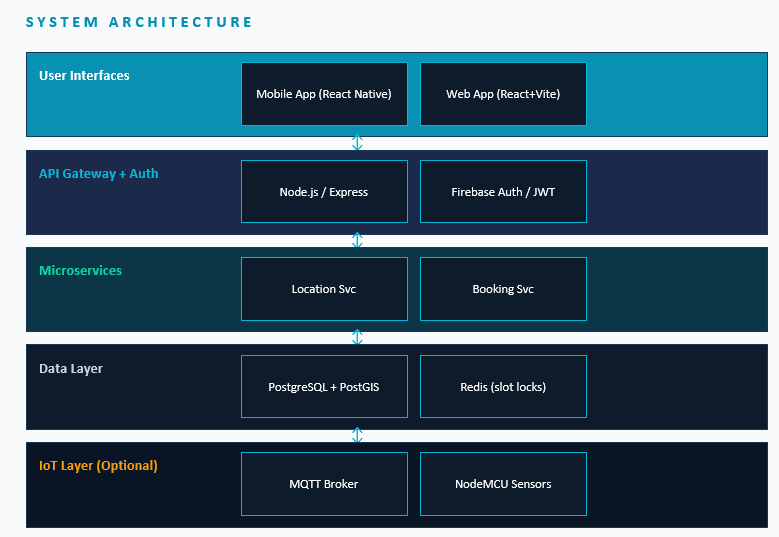 SYSTEM ARCHITECTURE
User Interfaces
Mobile App (React Native)
Web App (React+Vite)
API Gateway + Auth
Node.js / Express
Firebase Auth / JWT
Microservices
Location Svc
Booking Svc
Data Layer
PostgreSQL + PostGIS
Redis (slot locks)
IoT Layer (Optional)
MQTT Broker
NodeMCU Sensors